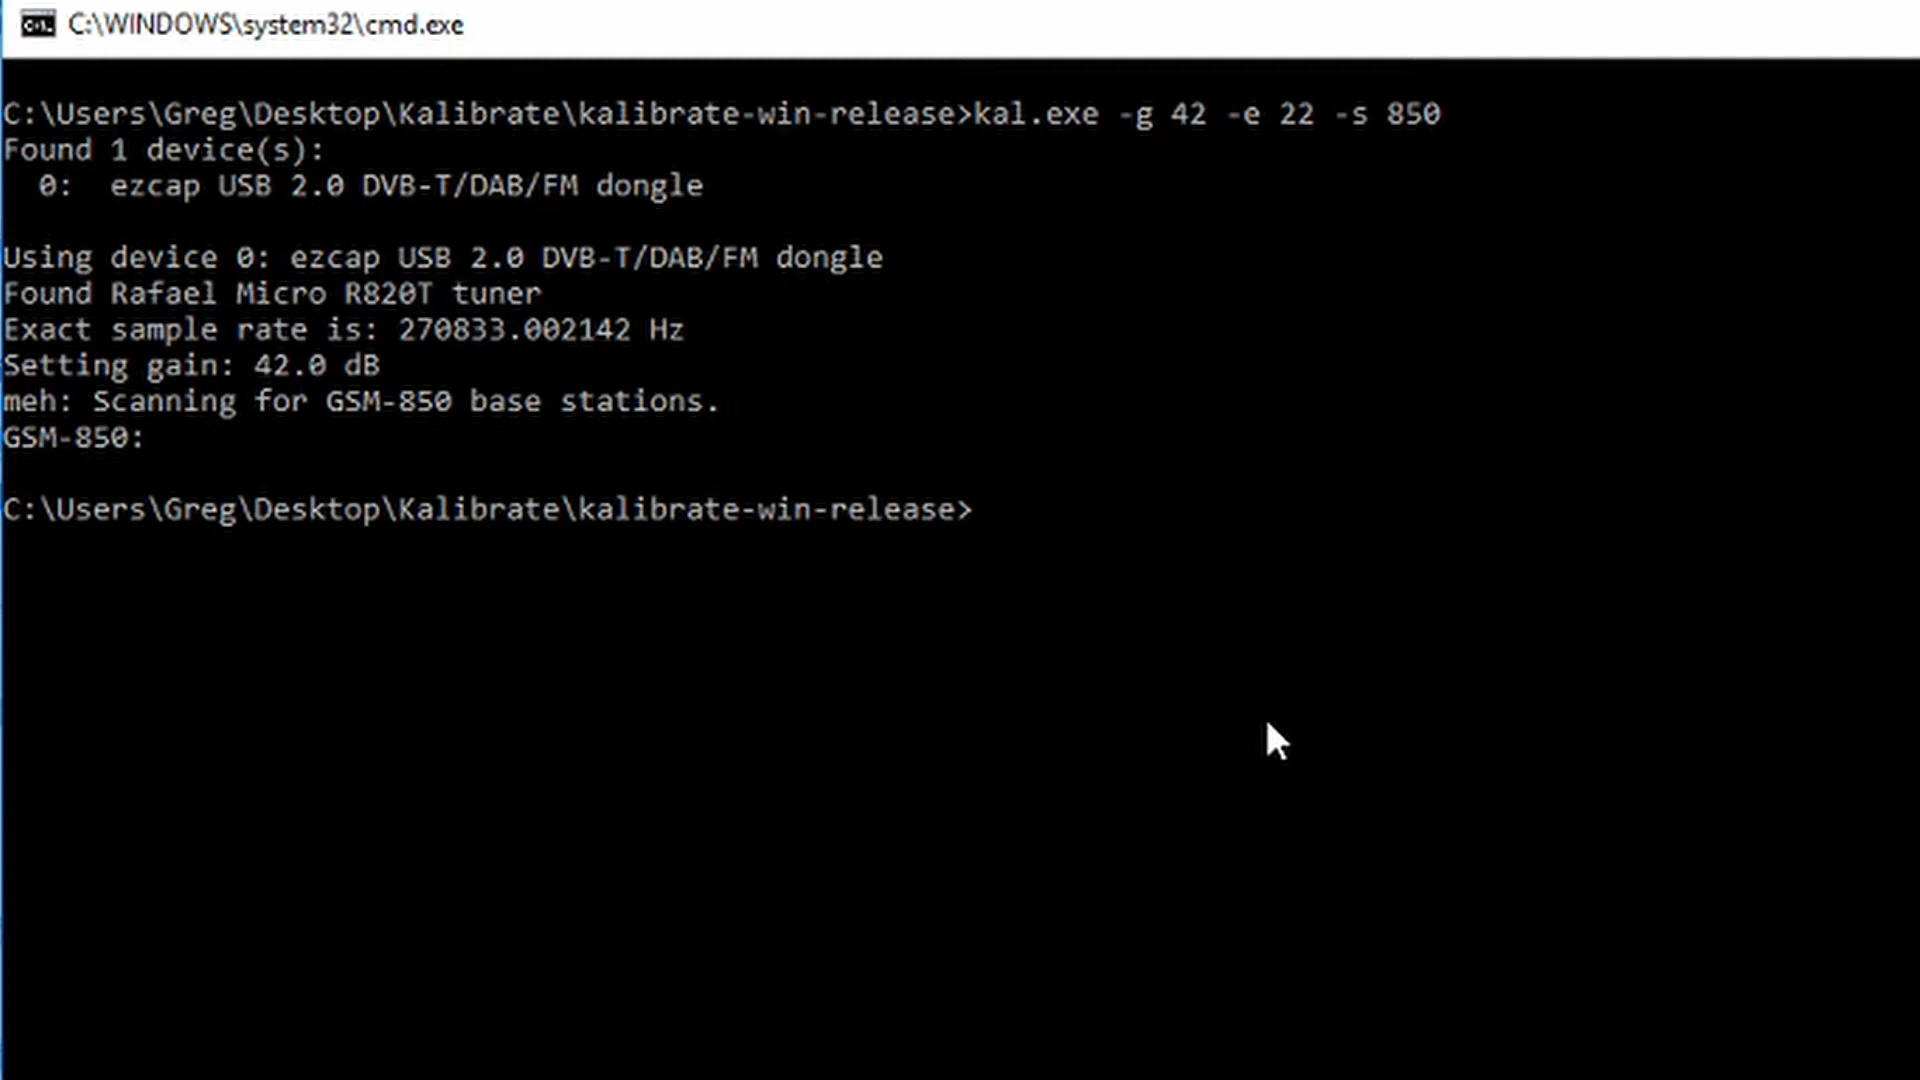 C:\WINDOWS\system32\cmd.exe
C:\Users\Greg\Desktop\Kalibrate\kalibrate-win-release>kal.exe -g 42 -e 22 -s 850
Found 1 device(s):
  0:  ezcap USB 2.0 DVB-T/DAB/FM dongle
Using device 0: ezcap USB 2.0 DVB-T/DAB/FM dongle
Found Rafael Micro R820T tuner
Exact sample rate is: 270833.002142 Hz
Setting gain: 42.0 dB
meh: Scanning for GSM-850 base stations.
GSM-850:
C:\Users\Greg\Desktop\Kalibrate\kalibrate-win-release>